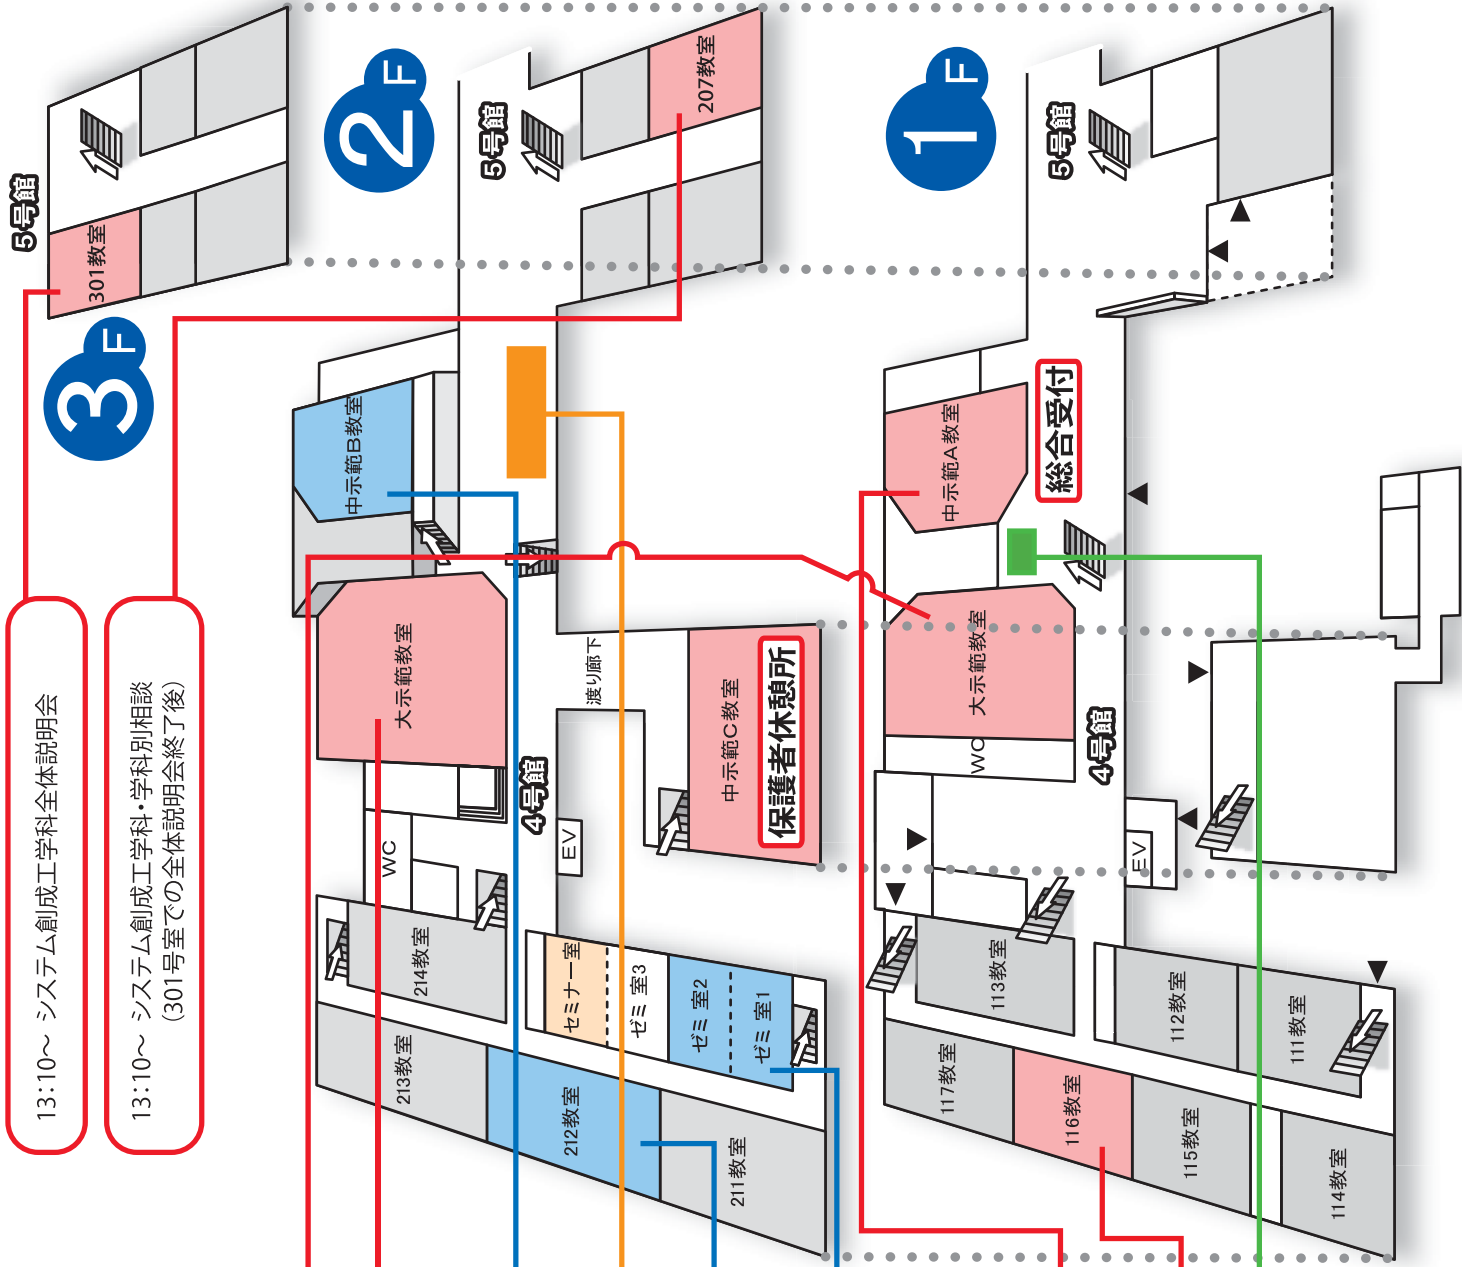 13:10～ システム創成工学科全体説明会
13:10～ システム創成工学科・学科別相談
(301号室での全体説明会終了後)
3F
5号館
301教室
2F
5号館
207教室
中示範B教室
大示範教室
渡り廊下
中示範C教室
保護者休憩所
4号館
WC
EV
214教室
セミナー室
ゼミ室3
ゼミ室2
ゼミ室1
213教室
212教室
211教室
1F
5号館
総合受付
中示範A教室
大示範教室
WC
4号館
EV
113教室
112教室
111教室
117教室
116教室
115教室
114教室